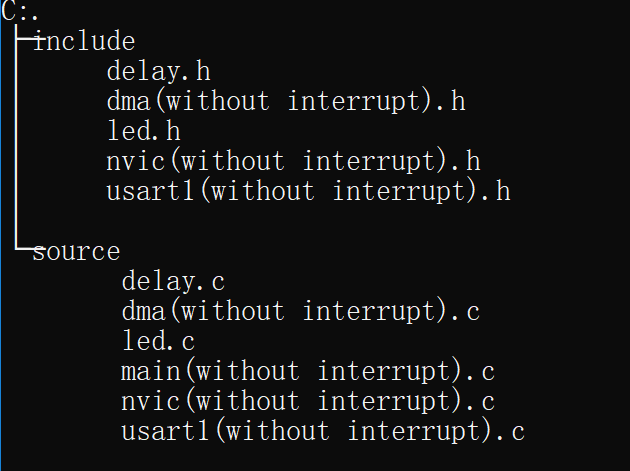 C:.
├─include
delay.h
dma(without interrupt).h
led.h
nvic(without interrupt).h
usart1(without interrupt).h
└─source
delay.c
dma(without interrupt).c
led.c
main(without interrupt).c
nvic(without interrupt).c
usart1(without interrupt).c